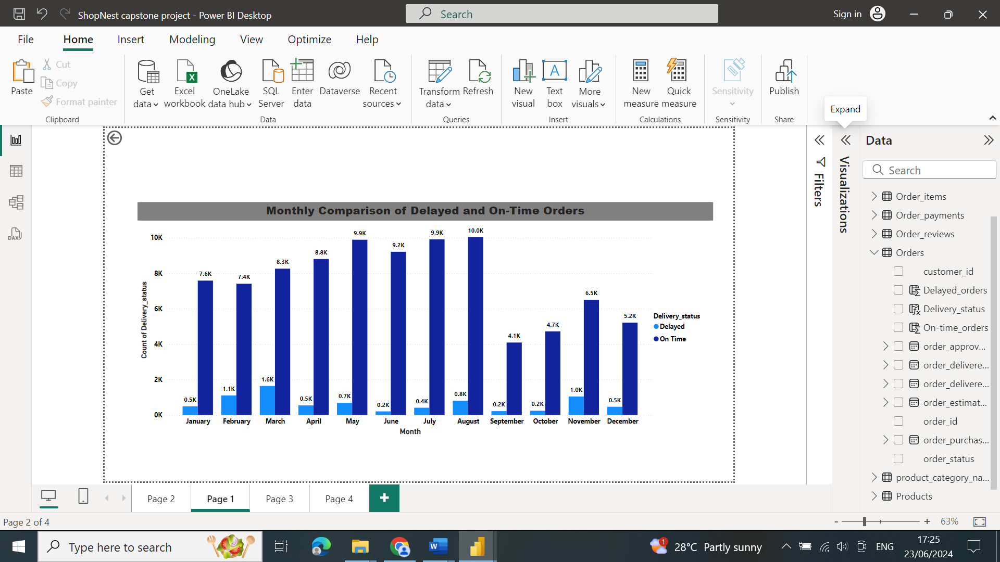 ShopNest capstone project - Power BI Desktop
Search
Sign in
File Home Insert Modeling View Optimize Help
Paste
Cut
Copy
Format painter
Clipboard
Get data
Excel workbook
OneLake data hub
SQL Server
Enter data
Dataverse
Recent sources
Data
Transform data
Refresh
Queries
New visual
Text box
More visuals
Insert
New measure
Quick measure
Calculations
Sensitivity
Sensitivity
Publish
Share
Expand
DAX
Monthly Comparison of Delayed and On-Time Orders
Count of Delivery_status
10K
8K
6K
4K
2K
0K
0.5K 7.6K
1.1K 7.4K
1.6K 8.3K
0.5K 8.8K
0.7K 9.9K
0.2K 9.2K
0.4K 9.9K
0.8K 10.0K
0.2K 4.1K
0.2K 4.7K
1.0K 6.5K
0.5K 5.2K
January February March April May June July August September October November December
Month
Delivery_status
Delayed
On Time
Filters
Visualizations
Data
Search
Order_items
Order_payments
Order_reviews
Orders
customer_id
Delayed_orders
Delivery_status
On-time_orders
order_approv...
order_delivere...
order_delivere...
order_estimat...
order_id
order_purchas...
order_status
product_category_na...
Products
Page 2 Page 1 Page 3 Page 4 +
Page 2 of 4
- + 63%
Type here to search
1
28°C Partly sunny
ENG
17:25
23/06/2024